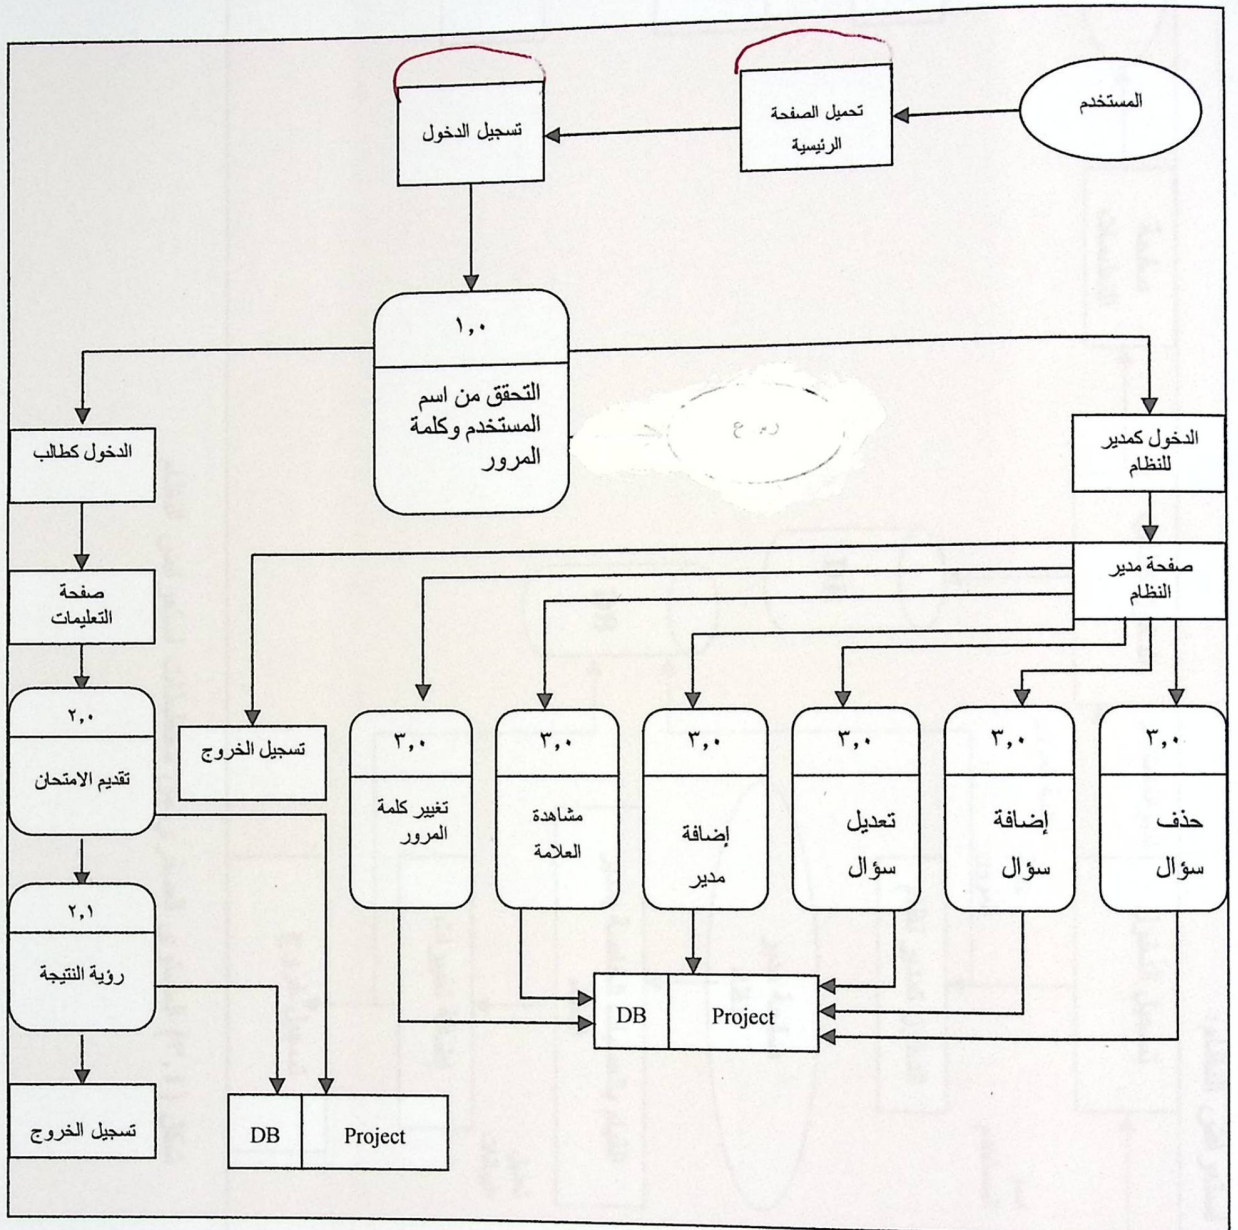 المستخدم
تحميل الصفحة
الرئيسية
تسجيل الدخول
١,٠
التحقق من اسم
المستخدم وكلمة
المرور
الدخول كمدير
للنظام
الدخول كطالب
صفحة مدير
النظام
صفحة
التعليمات
٣,٠
حذف
سؤال
٣,٠
إضافة
سؤال
٣,٠
تعديل
سؤال
٣,٠
إضافة
مدير
٣,٠
مشاهدة
العلامة
٣,٠
تغيير كلمة
المرور
تسجيل الخروج
٢,٠
تقديم الامتحان
٢,١
رؤية النتيجة
تسجيل الخروج
DB Project
DB Project